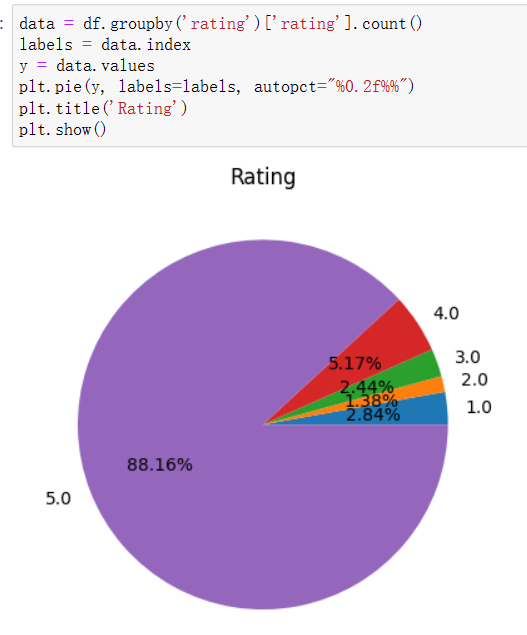 : data = df.groupby('rating')['rating'].count()
labels = data.index
y = data.values
plt.pie(y, labels=labels, autopct="%0.2f%%")
plt.title('Rating')
plt.show()
Rating
4.0
5.17%
3.0
2.44%
2.0
1.38%
1.0
2.84%
88.16%
5.0